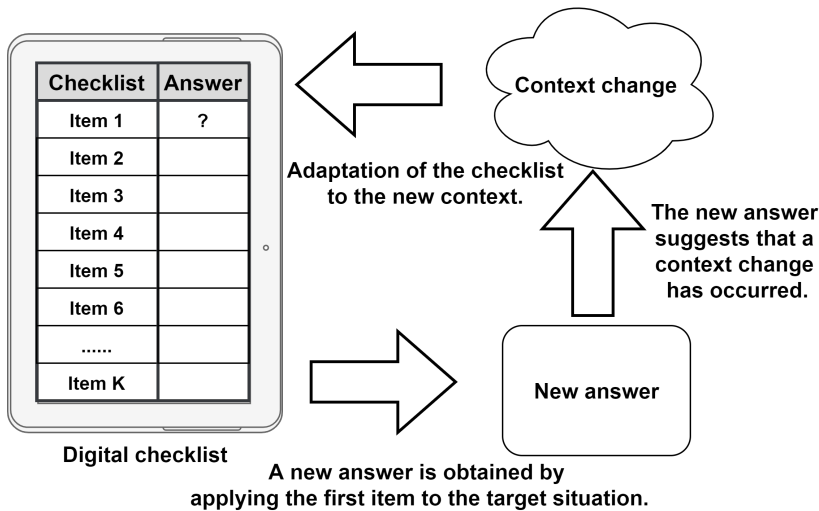 Checklist Answer
Item 1 ?
Item 2
Item 3
Item 4
Item 5
Item 6
......
Item K
Digital checklist
Context change
Adaptation of the checklist
to the new context.
The new answer
suggests that a
context change
has occurred.
New answer
A new answer is obtained by
applying the first item to the target situation.